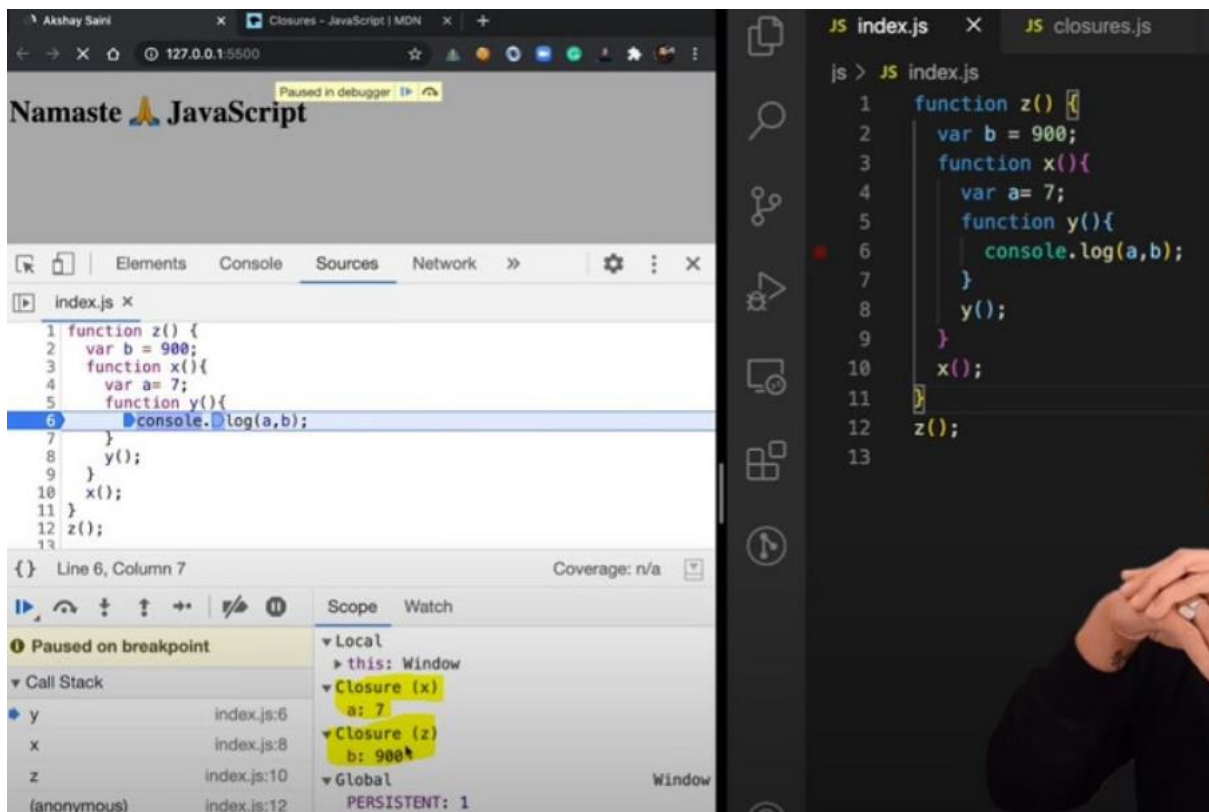 Akshay Saini
Closures - JavaScript | MDN
127.0.0.1:5500
Paused in debugger
Namaste 🙏 JavaScript
Elements Console Sources Network »
index.js ×
1 function z() {
2 var b = 900;
3 function x(){
4 var a= 7;
5 function y(){
6 console.log(a,b);
7 }
8 y();
9 }
10 x();
11 }
12 z();
13
{} Line 6, Column 7 Coverage: n/a
Scope Watch
Paused on breakpoint
Call Stack
y index.js:6
x index.js:8
z index.js:10
(anonymous) index.js:12
Local
this: Window
Closure (x)
a: 7
Closure (z)
b: 900
Global Window
PERSISTENT: 1
JS index.js × JS closures.js
js > JS index.js
1 function z() {
2 var b = 900;
3 function x(){
4 var a= 7;
5 function y(){
6 console.log(a,b);
7 }
8 y();
9 }
10 x();
11 }
12 z();
13